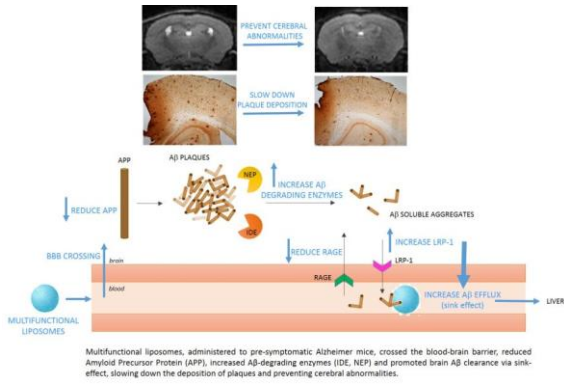 PREVENT CEREBRAL
ABNORMALITIES
SLOW DOWN
PLAQUE DEPOSITION
APP
Aβ PLAQUES
NEP
INCREASE Aβ
DEGRADING ENZYMES
REDUCE APP
IDE
Aβ SOLUBLE AGGREGATES
BBB CROSSING
REDUCE RAGE
INCREASE LRP-1
brain
LRP-1
RAGE
blood
INCREASE Aβ EFFLUX
(sink effect)
LIVER
MULTIFUNCTIONAL
LIPOSOMES
Multifunctional liposomes, administered to pre-symptomatic Alzheimer mice, crossed the blood-brain barrier, reduced
Amyloid Precursor Protein (APP), increased Aβ-degrading enzymes (IDE, NEP) and promoted brain Aβ clearance via sink-
effect, slowing down the deposition of plaques and preventing cerebral abnormalities.